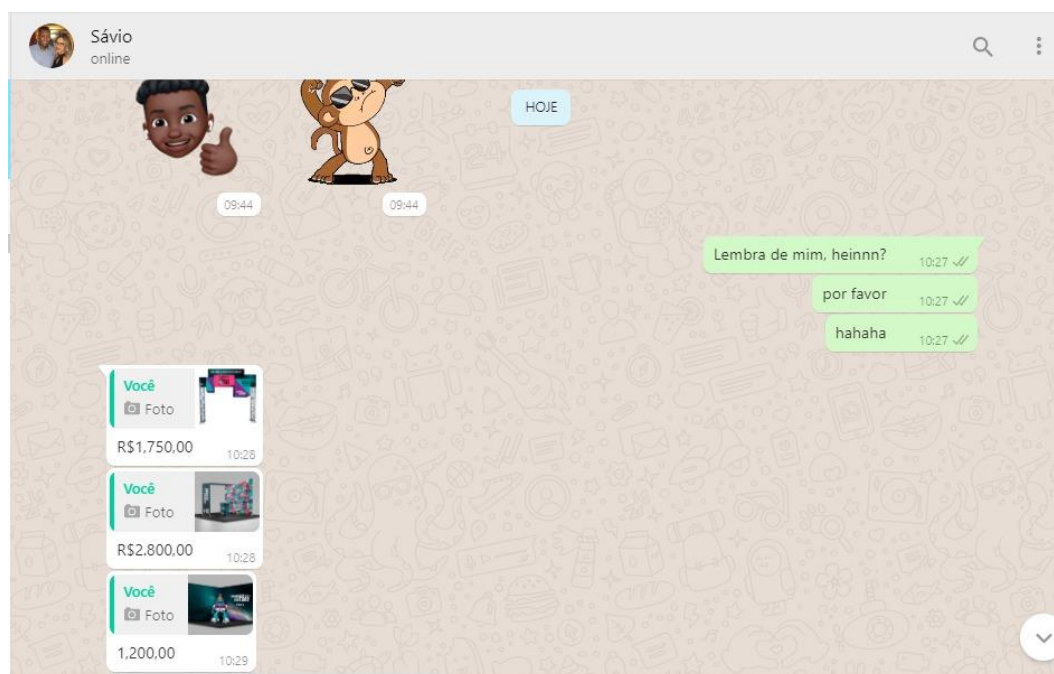 Sávio
online
HOJE
09:44
09:44
Lembra de mim, heinnn?
10:27
por favor
10:27
hahaha
10:27
Você
Foto
R$1,750,00
10:28
Você
Foto
R$2.800,00
10:28
Você
Foto
1,200,00
10:29